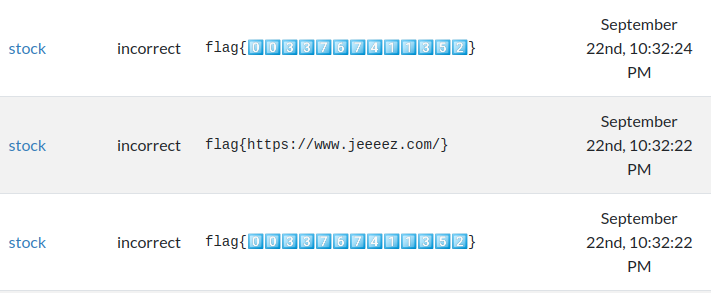 September
stock incorrect flag{0️⃣0️⃣3️⃣3️⃣7️⃣6️⃣7️⃣4️⃣1️⃣1️⃣3️⃣5️⃣2️⃣} 22nd, 10:32:24
PM
September
stock incorrect flag{https://www.jeeeez.com/} 22nd, 10:32:22
PM
September
stock incorrect flag{0️⃣0️⃣3️⃣3️⃣7️⃣6️⃣7️⃣4️⃣1️⃣1️⃣3️⃣5️⃣2️⃣} 22nd, 10:32:22
PM